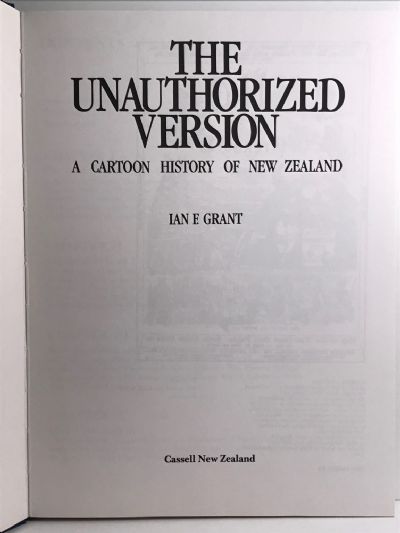 THE
UNAUTHORIZED
VERSION
A CARTOON HISTORY OF NEW ZEALAND
IAN F. GRANT
Cassell New Zealand